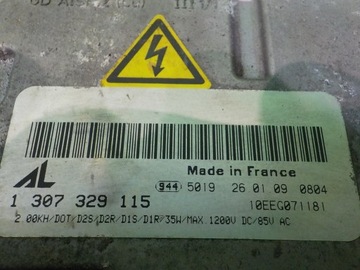 Made in France
AL
944 5019 26 01 09 0804
1 307 329 115 10EEG071181
2.00KH/DOT/D2S/D2R/D1S/D1R/35W/MAX.1200V DC/85V AC